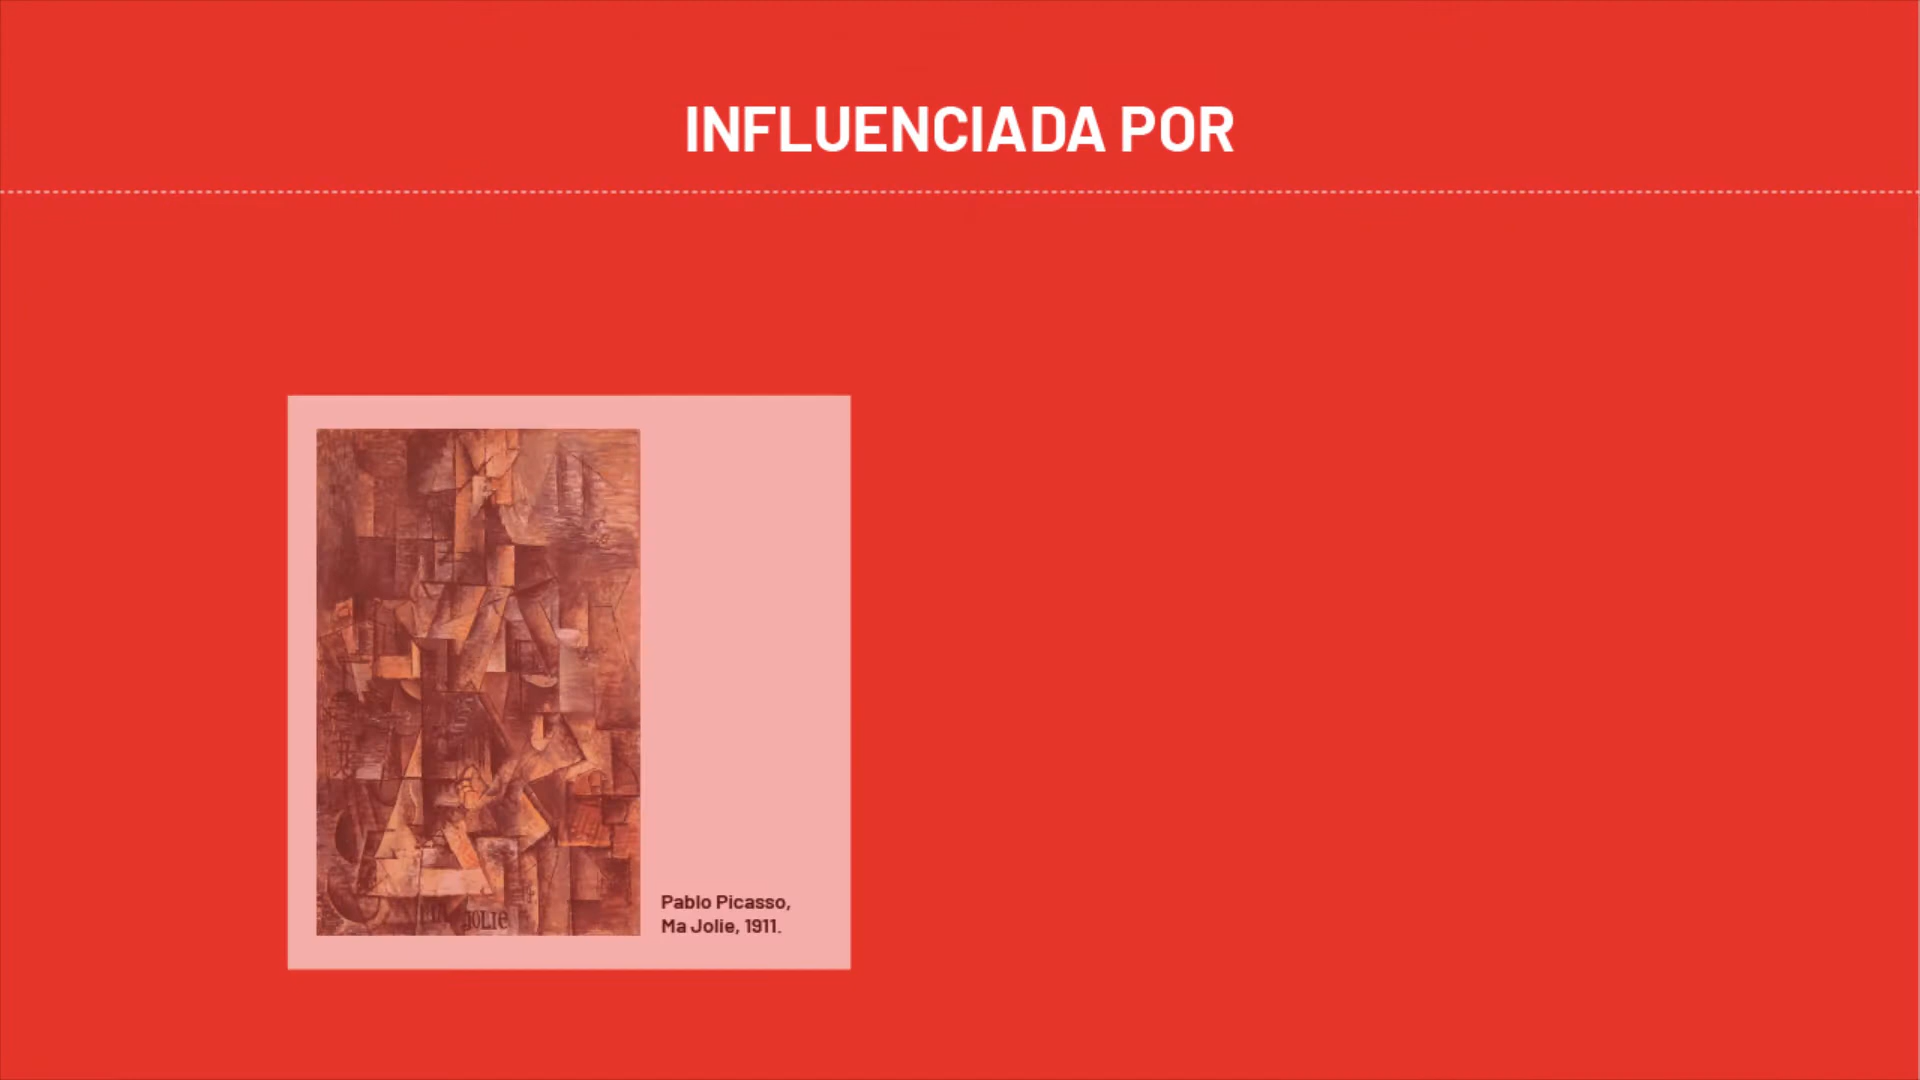 INFLUENCIADA POR
JOLIE
Pablo Picasso,
Ma Jolie, 1911.